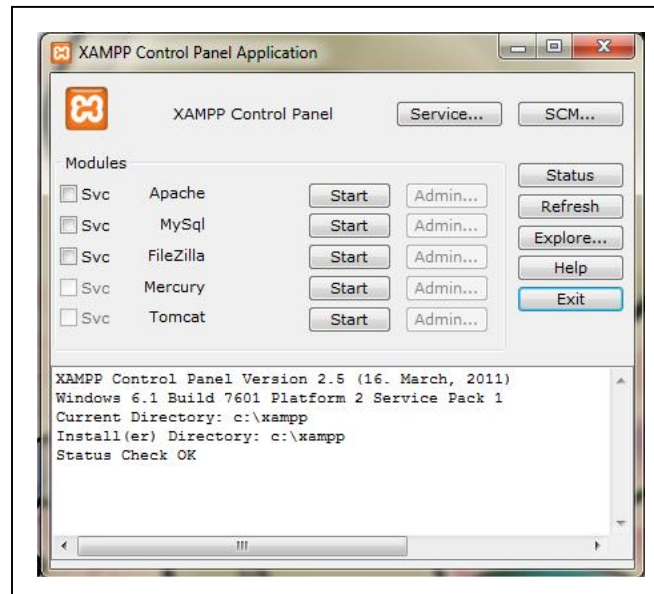 XAMPP Control Panel Application
XAMPP Control Panel Service... SCM...
Modules
Svc Apache Start Admin...
Svc MySql Start Admin...
Svc FileZilla Start Admin...
Svc Mercury Start Admin...
Svc Tomcat Start Admin...
Status
Refresh
Explore...
Help
Exit
XAMPP Control Panel Version 2.5 (16. March, 2011)
Windows 6.1 Build 7601 Platform 2 Service Pack 1
Current Directory: c:\xampp
Install(er) Directory: c:\xampp
Status Check OK